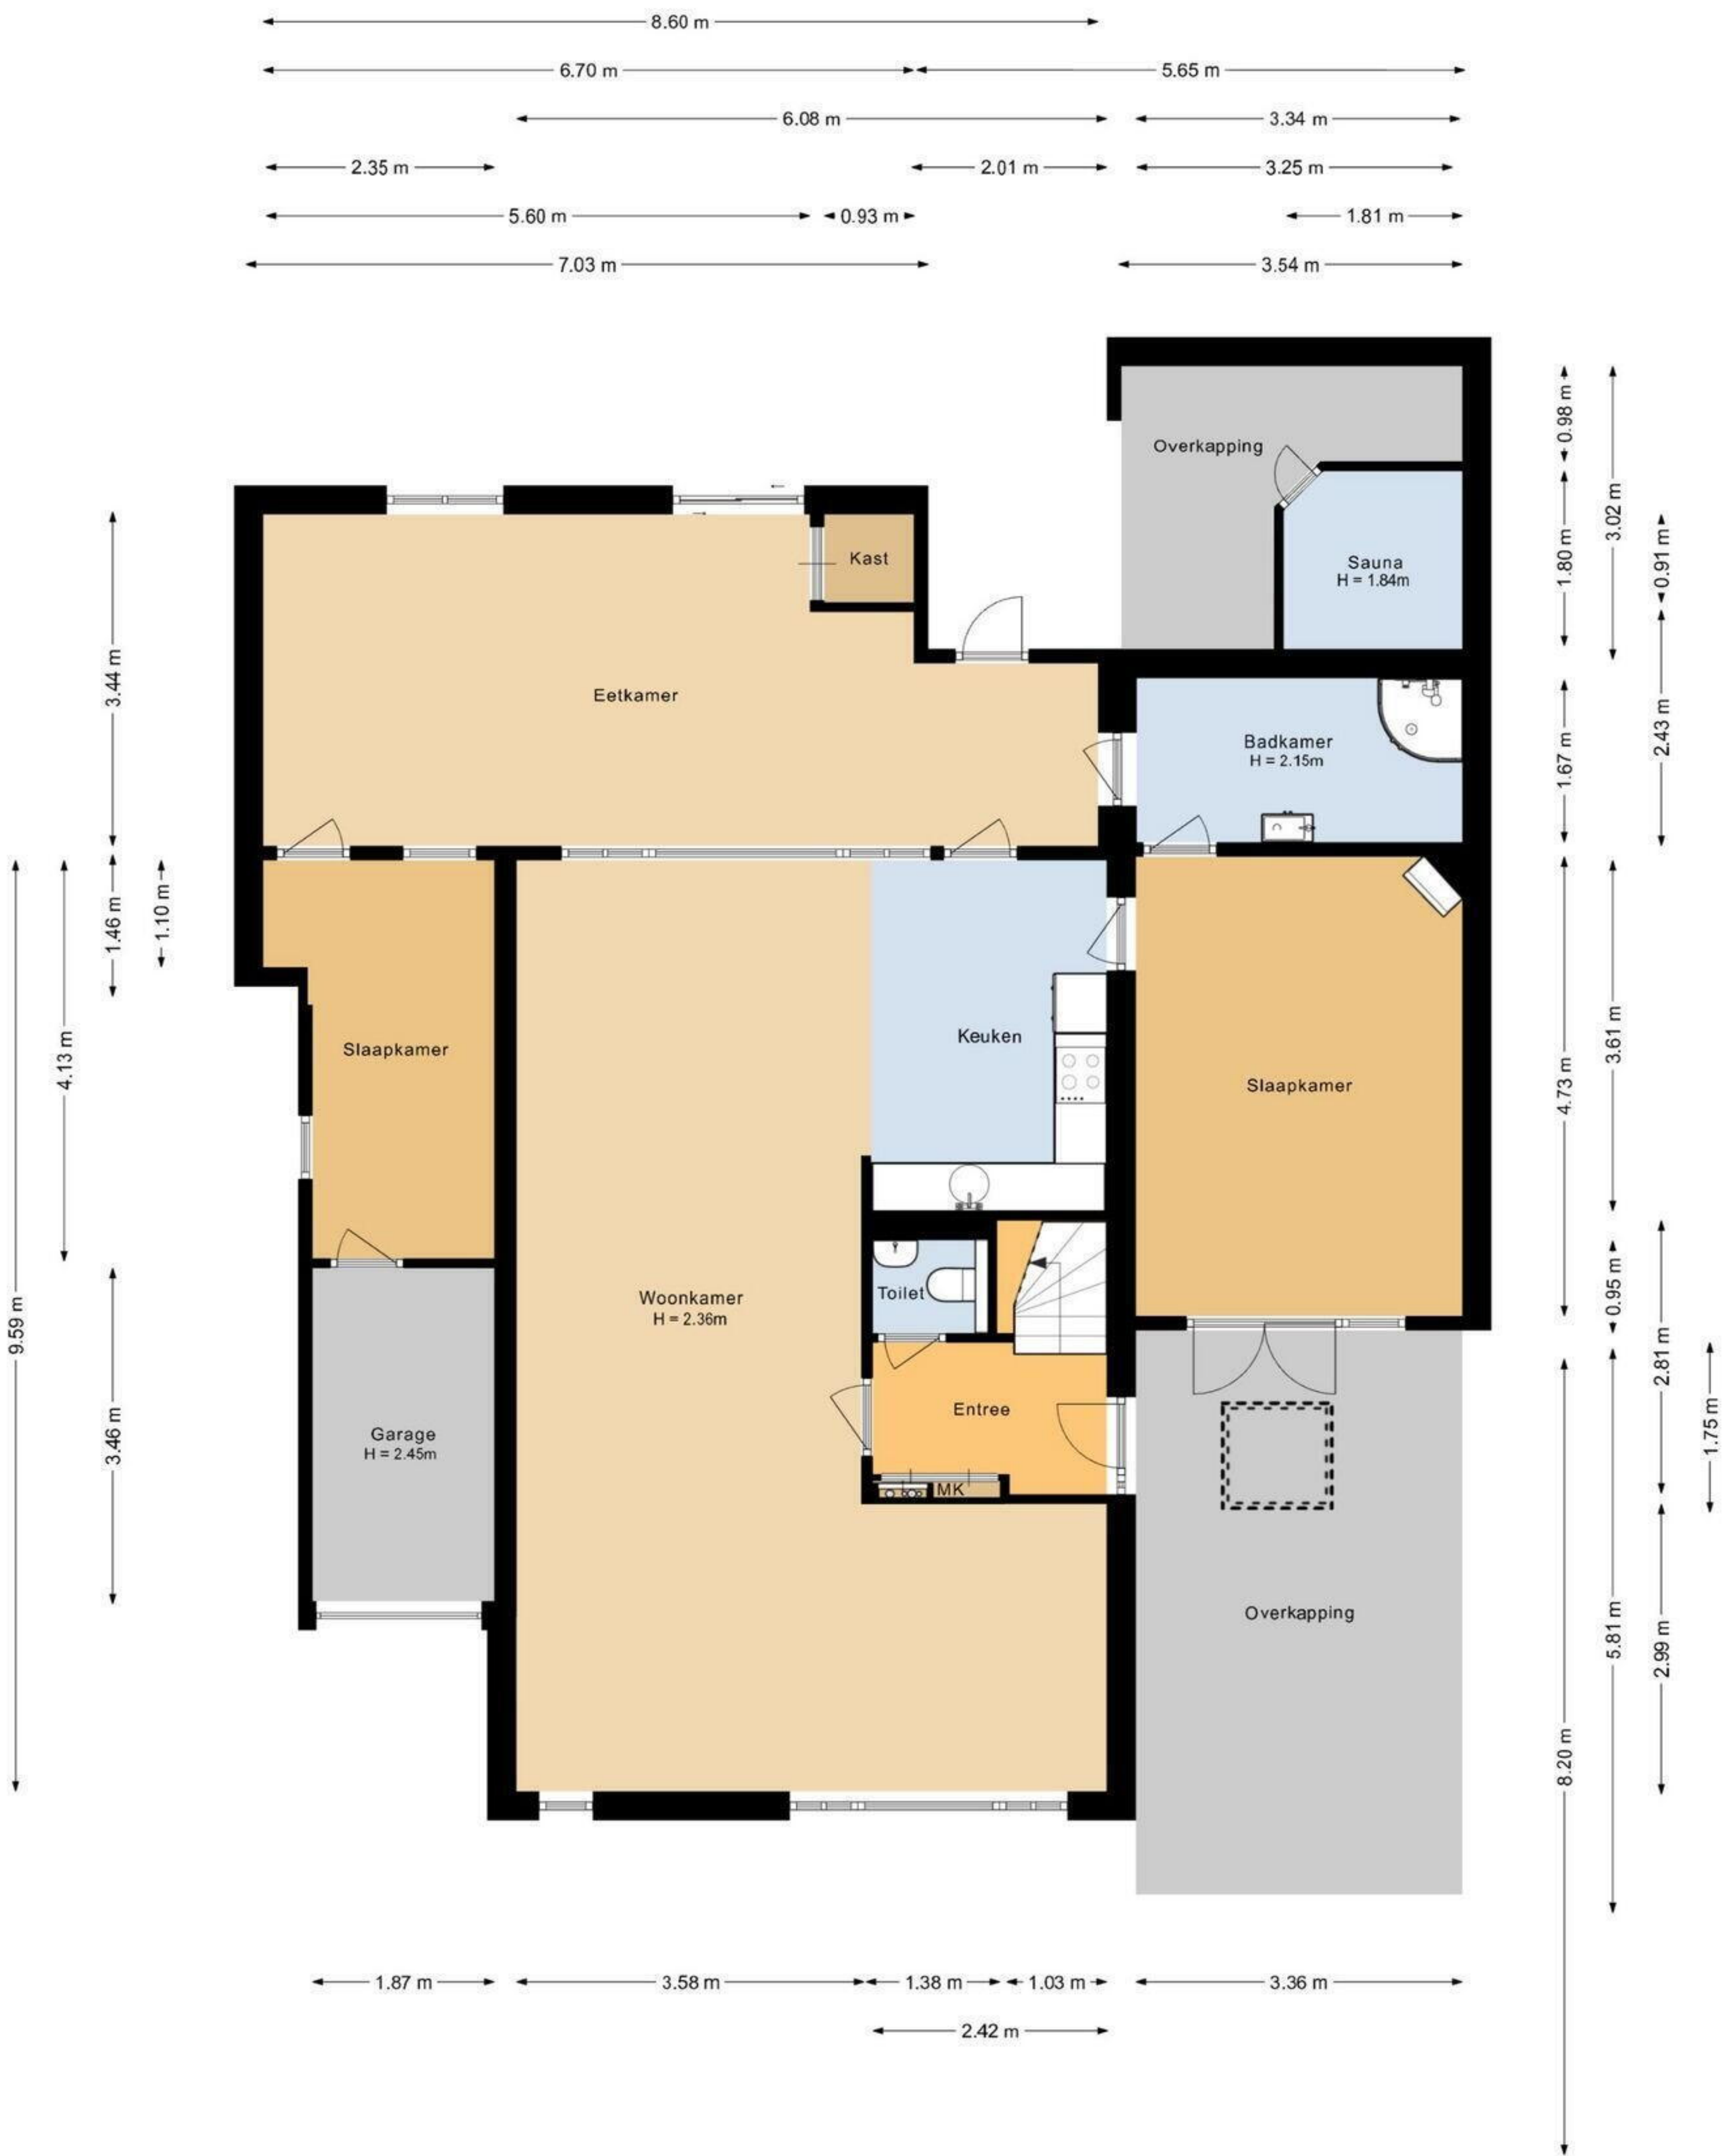 8.60 m
6.70 m
5.65 m
6.08 m
3.34 m
2.35 m
2.01 m
3.25 m
5.60 m
0.93 m
1.81 m
7.03 m
3.54 m
Overkapping
0.98 m
3.02 m
Kast
Sauna
H = 1.84m
1.80 m
0.91 m
3.44 m
Eetkamer
Badkamer
H = 2.15m
1.67 m
2.43 m
9.59 m
4.13 m
1.46 m
1.10 m
Slaapkamer
Keuken
Slaapkamer
4.73 m
3.61 m
Toilet
Woonkamer
H = 2.36m
0.95 m
2.81 m
1.75 m
3.46 m
Garage
H = 2.45m
Entree
MK
Overkapping
8.20 m
5.81 m
2.99 m
1.87 m
3.58 m
1.38 m
1.03 m
3.36 m
2.42 m